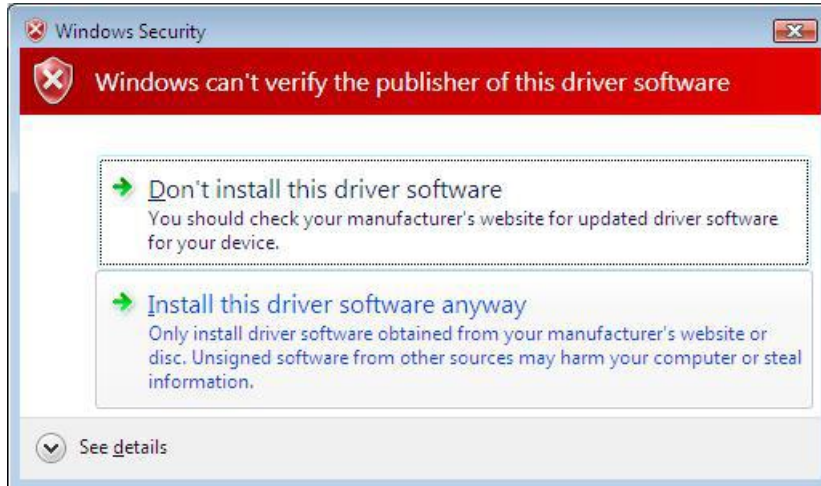 Windows Security
Windows can't verify the publisher of this driver software
Don't install this driver software
You should check your manufacturer's website for updated driver software
for your device.
Install this driver software anyway
Only install driver software obtained from your manufacturer's website or
disc. Unsigned software from other sources may harm your computer or steal
information.
See details